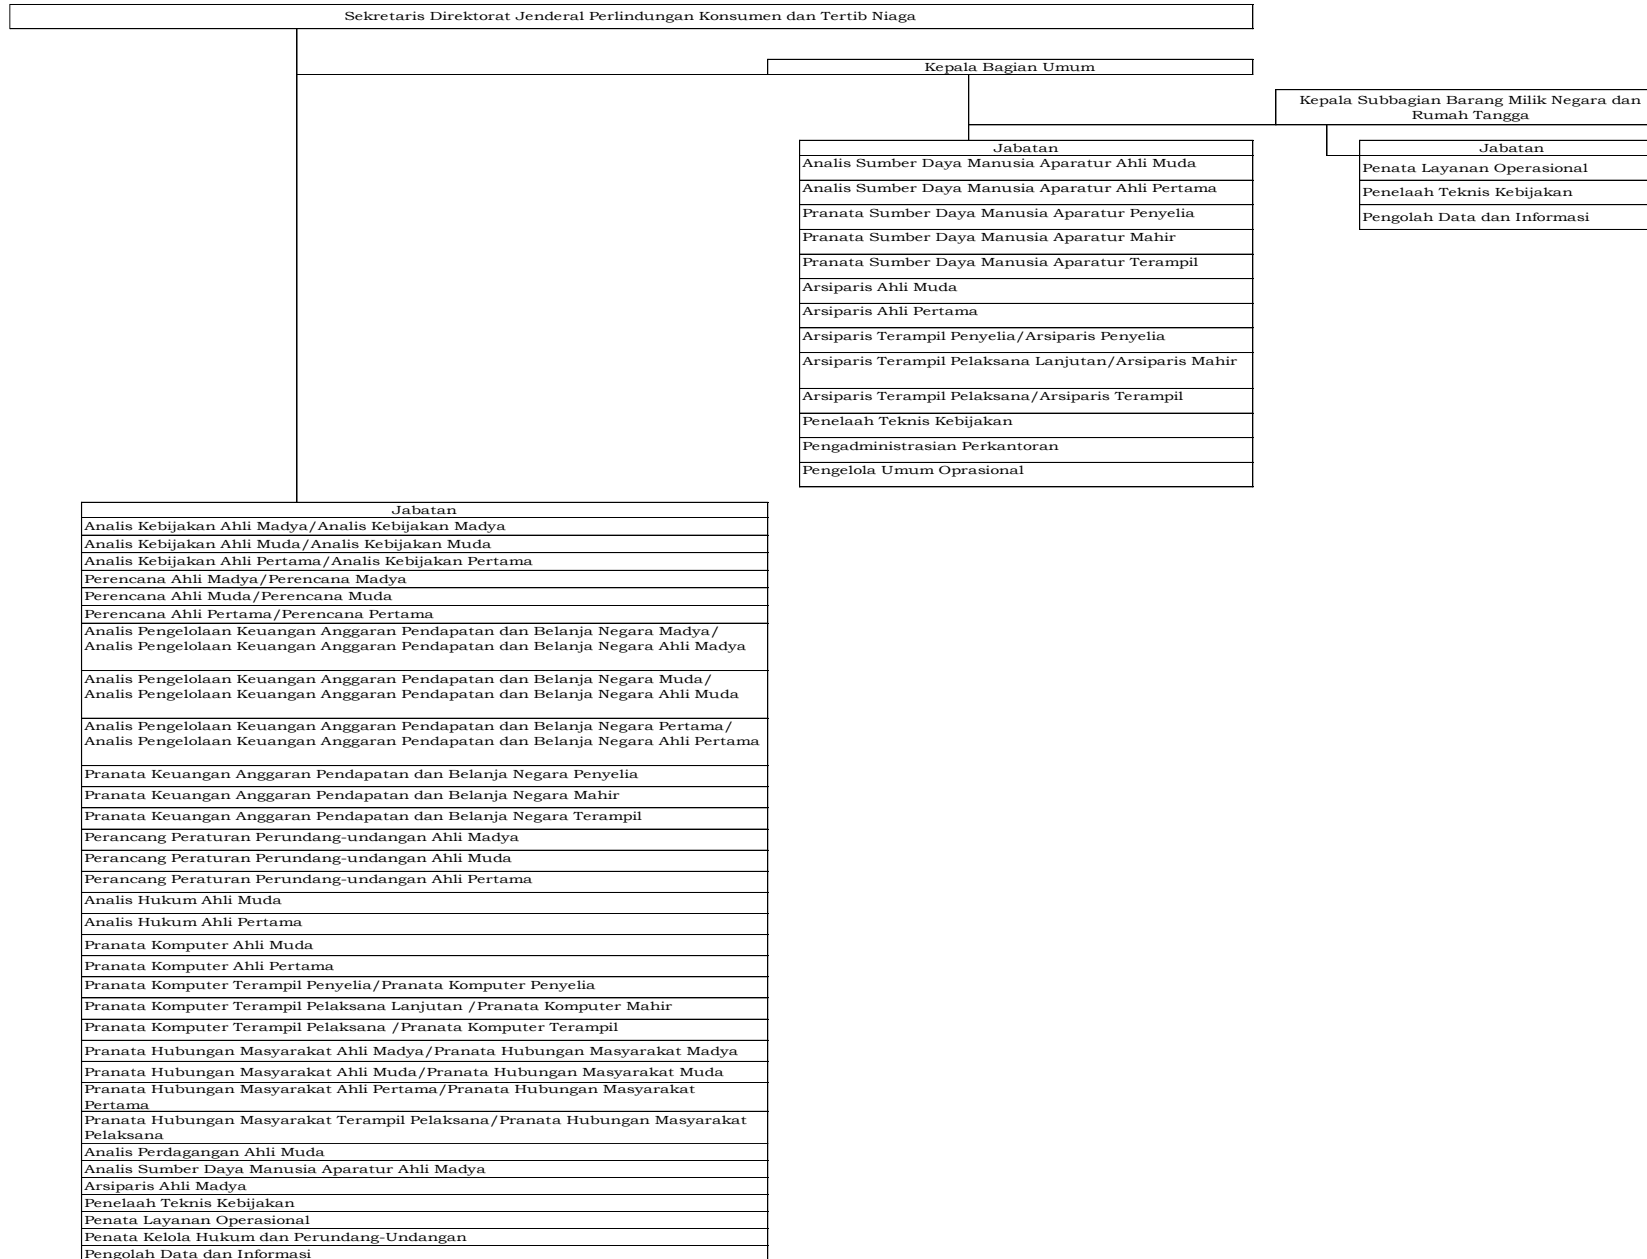 Sekretaris Direktorat Jenderal Perlindungan Konsumen dan Tertib Niaga
Kepala Bagian Umum
Kepala Subbagian Barang Milik Negara dan
Rumah Tangga
Jabatan
Analis Sumber Daya Manusia Aparatur Ahli Muda
Analis Sumber Daya Manusia Aparatur Ahli Pertama
Pranata Sumber Daya Manusia Aparatur Penyelia
Pranata Sumber Daya Manusia Aparatur Mahir
Pranata Sumber Daya Manusia Aparatur Terampil
Arsiparis Ahli Muda
Arsiparis Ahli Pertama
Arsiparis Terampil Penyelia/Arsiparis Penyelia
Arsiparis Terampil Pelaksana Lanjutan/Arsiparis Mahir
Arsiparis Terampil Pelaksana/Arsiparis Terampil
Penelaah Teknis Kebijakan
Pengadministrasian Perkantoran
Pengelola Umum Oprasional
Jabatan
Penata Layanan Operasional
Penelaah Teknis Kebijakan
Pengolah Data dan Informasi
Jabatan
Analis Kebijakan Ahli Madya/Analis Kebijakan Madya
Analis Kebijakan Ahli Muda/Analis Kebijakan Muda
Analis Kebijakan Ahli Pertama/Analis Kebijakan Pertama
Perencana Ahli Madya/Perencana Madya
Perencana Ahli Muda/Perencana Muda
Perencana Ahli Pertama/Perencana Pertama
Analis Pengelolaan Keuangan Anggaran Pendapatan dan Belanja Negara Madya/
Analis Pengelolaan Keuangan Anggaran Pendapatan dan Belanja Negara Ahli Madya
Analis Pengelolaan Keuangan Anggaran Pendapatan dan Belanja Negara Muda/
Analis Pengelolaan Keuangan Anggaran Pendapatan dan Belanja Negara Ahli Muda
Analis Pengelolaan Keuangan Anggaran Pendapatan dan Belanja Negara Pertama/
Analis Pengelolaan Keuangan Anggaran Pendapatan dan Belanja Negara Ahli Pertama
Pranata Keuangan Anggaran Pendapatan dan Belanja Negara Penyelia
Pranata Keuangan Anggaran Pendapatan dan Belanja Negara Mahir
Pranata Keuangan Anggaran Pendapatan dan Belanja Negara Terampil
Perancang Peraturan Perundang-undangan Ahli Madya
Perancang Peraturan Perundang-undangan Ahli Muda
Perancang Peraturan Perundang-undangan Ahli Pertama
Analis Hukum Ahli Muda
Analis Hukum Ahli Pertama
Pranata Komputer Ahli Muda
Pranata Komputer Ahli Pertama
Pranata Komputer Terampil Penyelia/Pranata Komputer Penyelia
Pranata Komputer Terampil Pelaksana Lanjutan /Pranata Komputer Mahir
Pranata Komputer Terampil Pelaksana /Pranata Komputer Terampil
Pranata Hubungan Masyarakat Ahli Madya/Pranata Hubungan Masyarakat Madya
Pranata Hubungan Masyarakat Ahli Muda/Pranata Hubungan Masyarakat Muda
Pranata Hubungan Masyarakat Ahli Pertama/Pranata Hubungan Masyarakat
Pertama
Pranata Hubungan Masyarakat Terampil Pelaksana/Pranata Hubungan Masyarakat
Pelaksana
Analis Perdagangan Ahli Muda
Analis Sumber Daya Manusia Aparatur Ahli Madya
Arsiparis Ahli Madya
Penelaah Teknis Kebijakan
Penata Layanan Operasional
Penata Kelola Hukum dan Perundang-Undangan
Pengolah Data dan Informasi